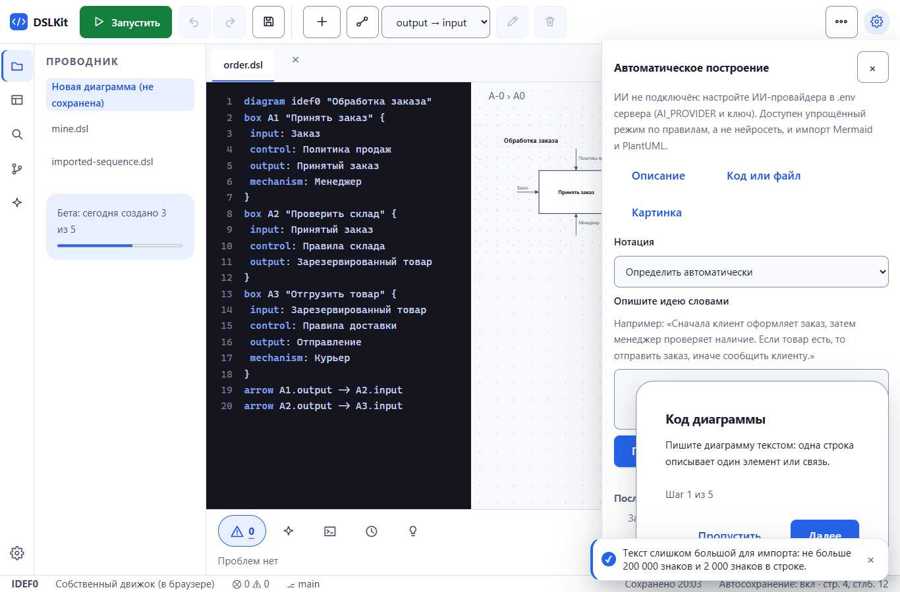 DSLKit
Запустить
output → input
ПРОВОДНИК
Новая диаграмма (не
сохранена)
mine.dsl
imported-sequence.dsl
Бета: сегодня создано 3
из 5
order.dsl
×
1 diagram idef0 "Обработка заказа"
2 box A1 "Принять заказ" {
3 input: Заказ
4 control: Политика продаж
5 output: Принятый заказ
6 mechanism: Менеджер
7 }
8 box A2 "Проверить склад" {
9 input: Принятый заказ
10 control: Правила склада
11 output: Зарезервированный товар
12 }
13 box A3 "Отгрузить товар" {
14 input: Зарезервированный товар
15 control: Правила доставки
16 output: Отправление
17 mechanism: Курьер
18 }
19 arrow A1.output —> A2.input
20 arrow A2.output —> A3.input
A-0 › A0
Обработка заказа
Заказ
Принять заказ
Менеджер
Автоматическое построение
×
ИИ не подключён: настройте ИИ-провайдера в .env
сервера (AI_PROVIDER и ключ). Доступен упрощённый
режим по правилам, а не нейросеть, и импорт Mermaid
и PlantUML.
Описание
Код или файл
Картинка
Нотация
Определить автоматически
Опишите идею словами
Например: «Сначала клиент оформляет заказ, затем
менеджер проверяет наличие. Если товар есть, то
отправить заказ, иначе сообщить клиенту.»
Код диаграммы
Пишите диаграмму текстом: одна строка
описывает один элемент или связь.
Шаг 1 из 5
Пропустить
Далее
Текст слишком большой для импорта: не больше
200 000 знаков и 2 000 знаков в строке.
×
0
Проблем нет
IDEF0
Собственный движок (в браузере)
0
0
main
Сохранено 20:03
Автосохранение: вкл · стр. 4, стлб. 12